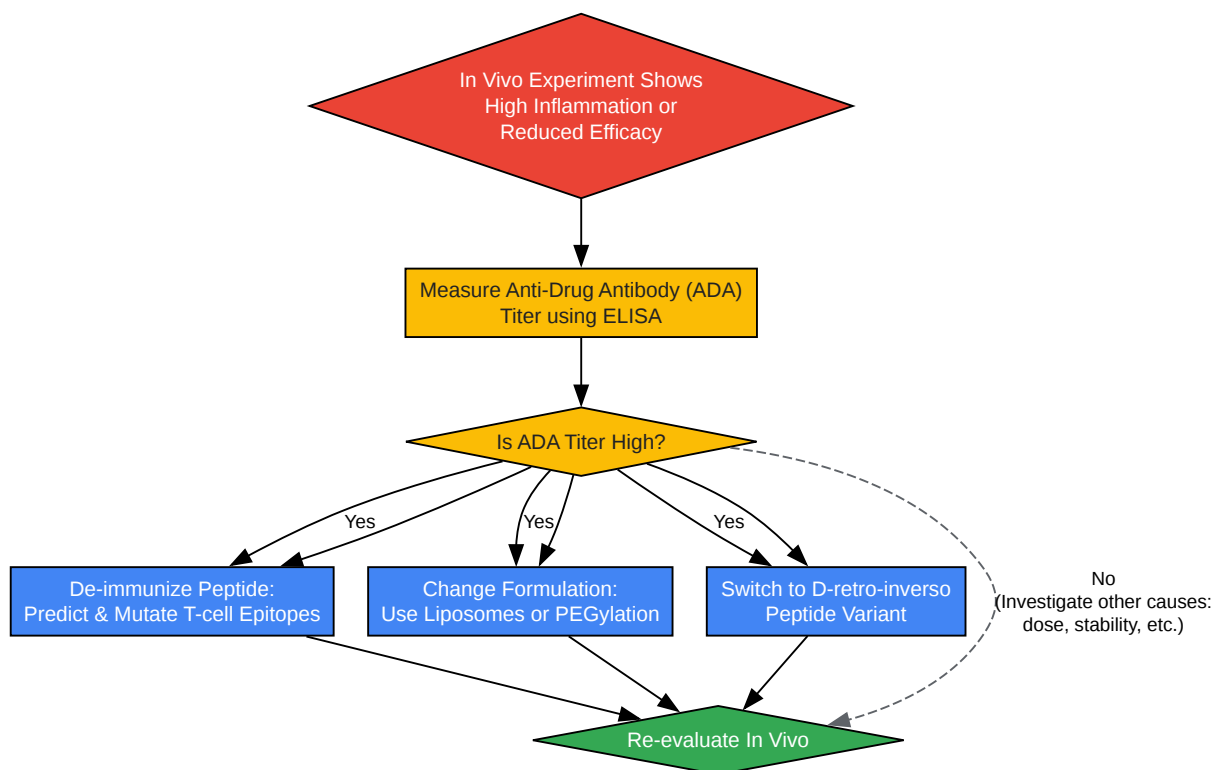 In Vivo Experiment Shows
High Inflammation or
Reduced Efficacy
Measure Anti-Drug Antibody (ADA)
Titer using ELISA
Is ADA Titer High?
Yes
Yes
Yes
De-immunize Peptide:
Predict & Mutate T-cell Epitopes
Change Formulation:
Use Liposomes or PEGylation
Switch to D-retro-inverso
Peptide Variant
No
(Investigate other causes:
dose, stability, etc.)
Re-evaluate In Vivo